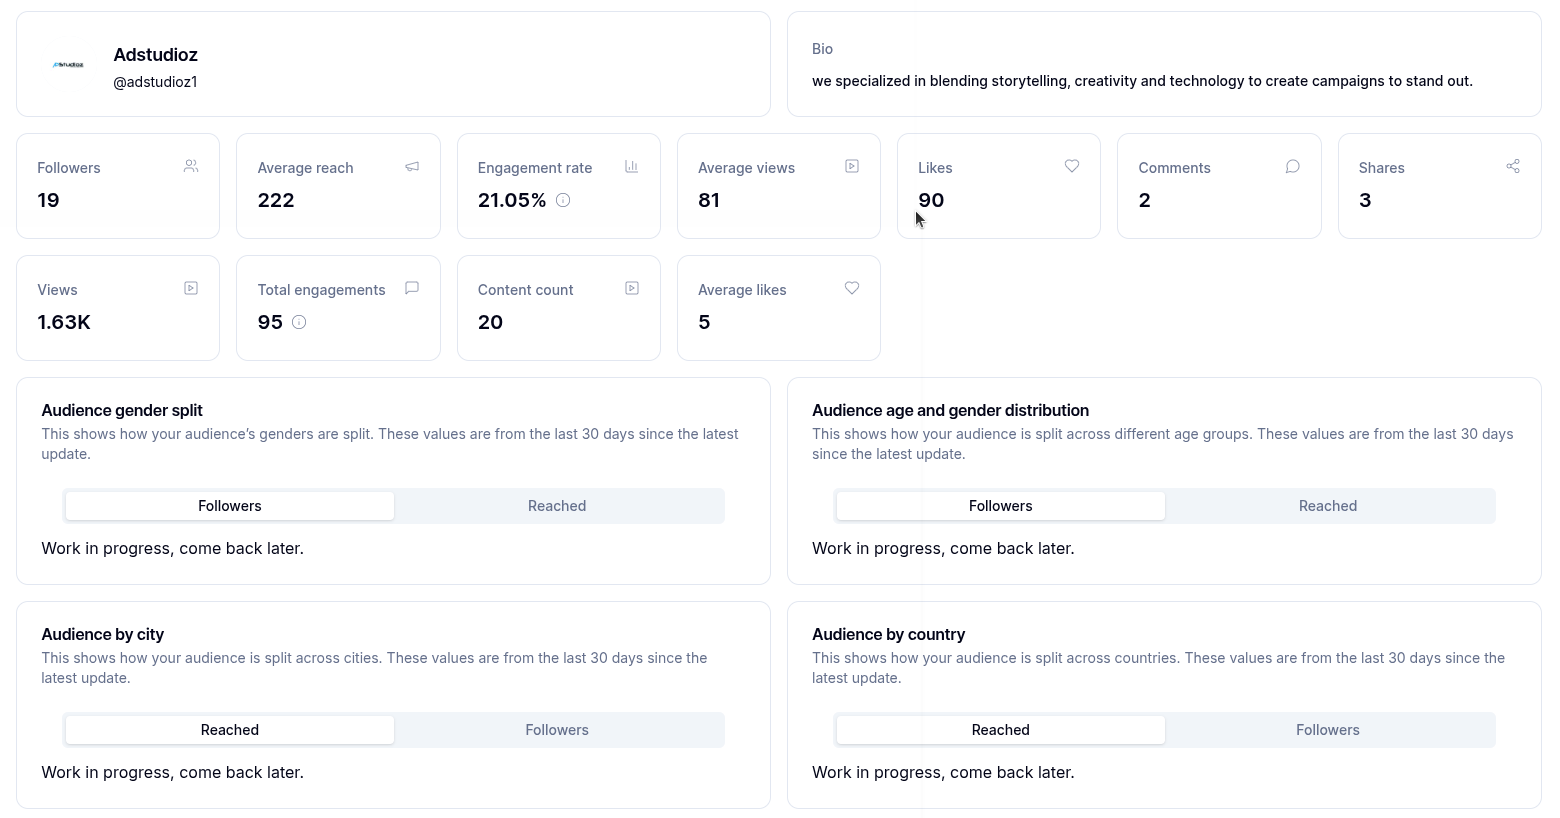 Adstudioz
@adstudioz1
Adstudioz
Bio
we specialized in blending storytelling, creativity and technology to create campaigns to stand out.
Followers
19
Average reach
222
Engagement rate
21.05%
Average views
81
Likes
90
Comments
2
Shares
3
Views
1.63K
Total engagements
95
Content count
20
Average likes
5
Audience gender split
This shows how your audience’s genders are split. These values are from the last 30 days since the latest
update.
Followers
Reached
Work in progress, come back later.
Audience age and gender distribution
This shows how your audience is split across different age groups. These values are from the last 30 days
since the latest update.
Followers
Reached
Work in progress, come back later.
Audience by city
This shows how your audience is split across cities. These values are from the last 30 days since the
latest update.
Reached
Followers
Work in progress, come back later.
Audience by country
This shows how your audience is split across countries. These values are from the last 30 days since the
latest update.
Reached
Followers
Work in progress, come back later.